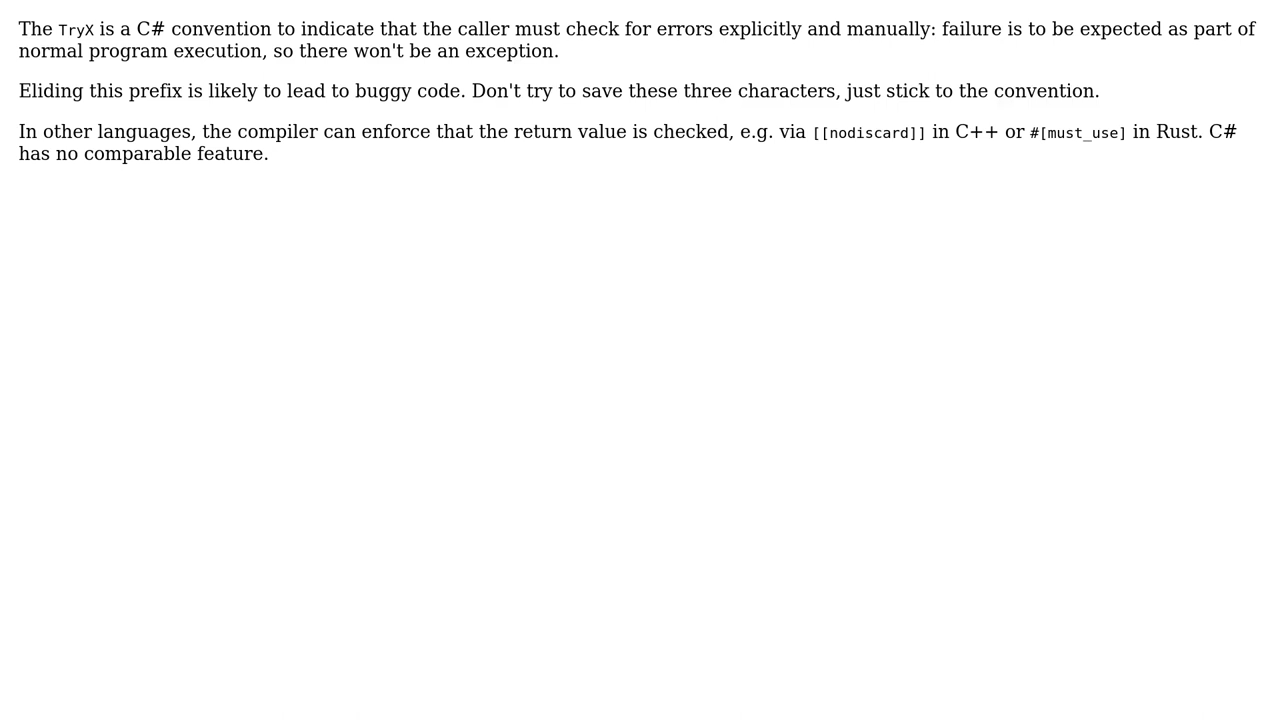 The TryX is a C# convention to indicate that the caller must check for errors explicitly and manually: failure is to be expected as part of
normal program execution, so there won't be an exception.
Eliding this prefix is likely to lead to buggy code. Don't try to save these three characters, just stick to the convention.
In other languages, the compiler can enforce that the return value is checked, e.g. via [[nodiscard]] in C++ or #[must_use] in Rust. C#
has no comparable feature.